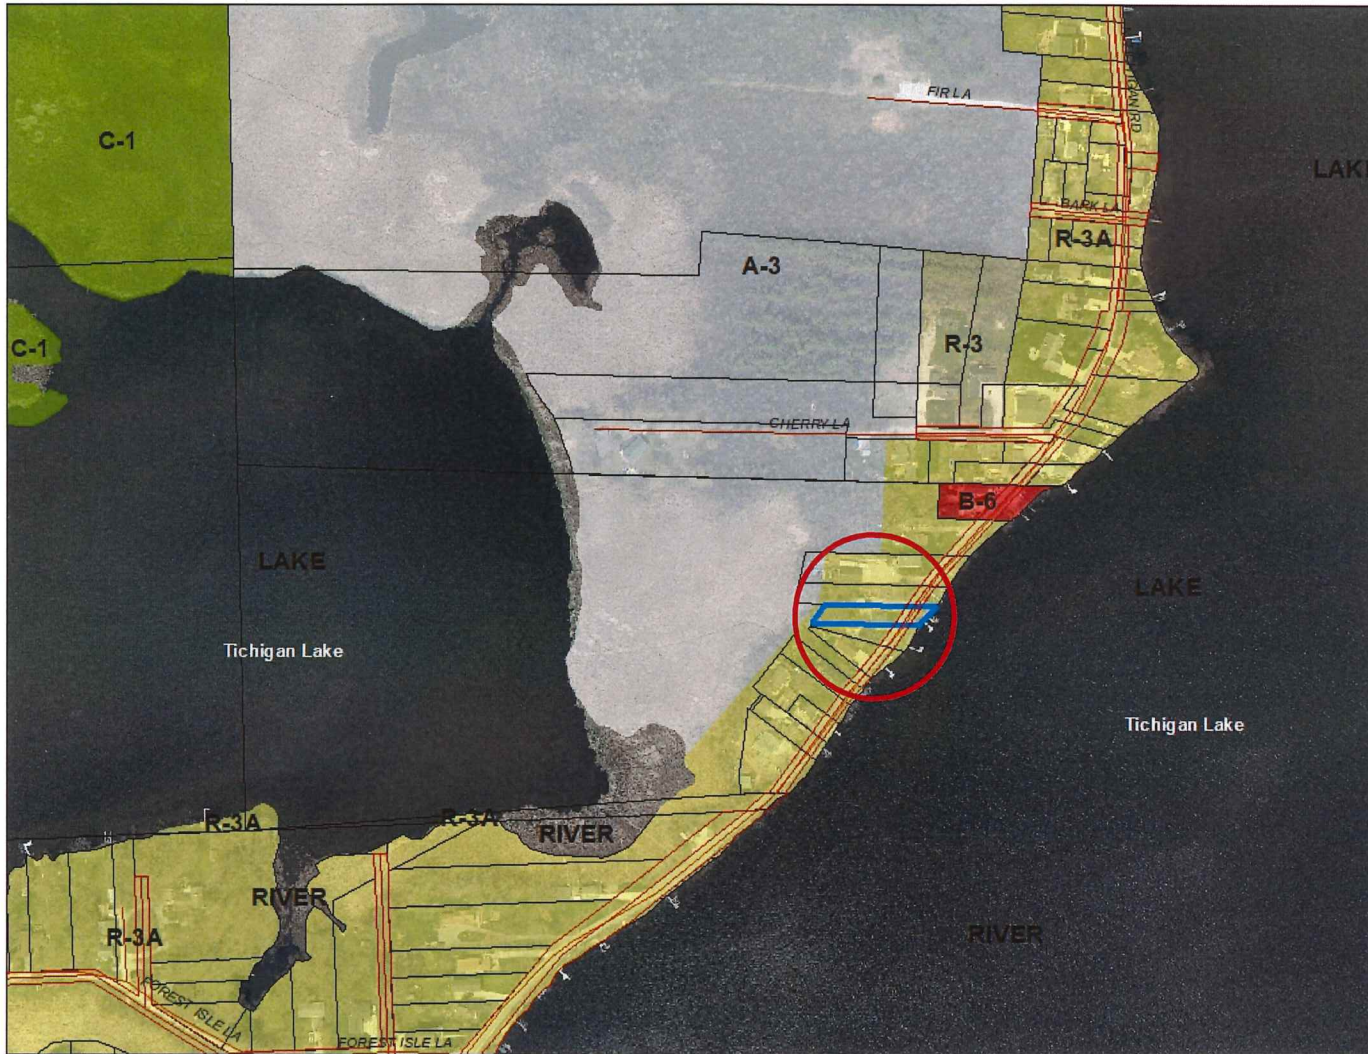 FIR LA
C-1
LAKE
BARK LA
R-3A
A-3
R-3
C-1
CHERRY LA
B-6
LAKE
LAKE
Tichigan Lake
Tichigan Lake
R-3A
R-3A
RIVER
RIVER
R-3A
RIVER
FOREST ISLE LA
FOREST ISLE LA